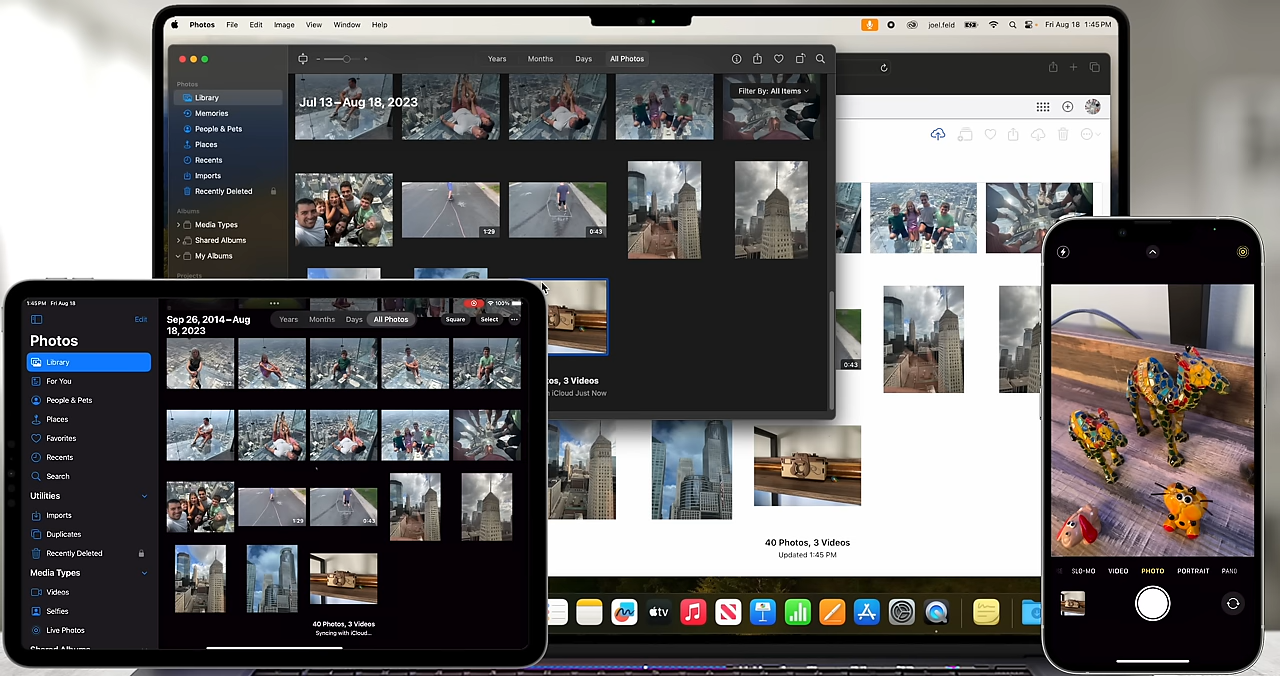 Photos File Edit Image View Window Help
joel.feld Fri Aug 18 1:45 PM
Years Months Days All Photos
Photos
Library
Memories
People & Pets
Places
Recents
Imports
Recently Deleted
Albums
Media Types
Shared Albums
My Albums
Projects
Jul 13–Aug 18, 2023
Filter By: All Items
1:29
0:43
os, 3 Videos
iCloud Just Now
0:43
40 Photos, 3 Videos
Updated 1:45 PM
tv
1:45 PM Fri Aug 18
100%
Edit
Photos
Library
For You
People & Pets
Places
Favorites
Recents
Search
Utilities
Imports
Duplicates
Recently Deleted
Media Types
Videos
Selfies
Live Photos
Shared Albums
Sep 26, 2014–Aug
18, 2023
Years Months Days All Photos
Square Select
1:29
0:43
40 Photos, 3 Videos
Syncing with iCloud...
SLO-MO VIDEO PHOTO PORTRAIT PANO